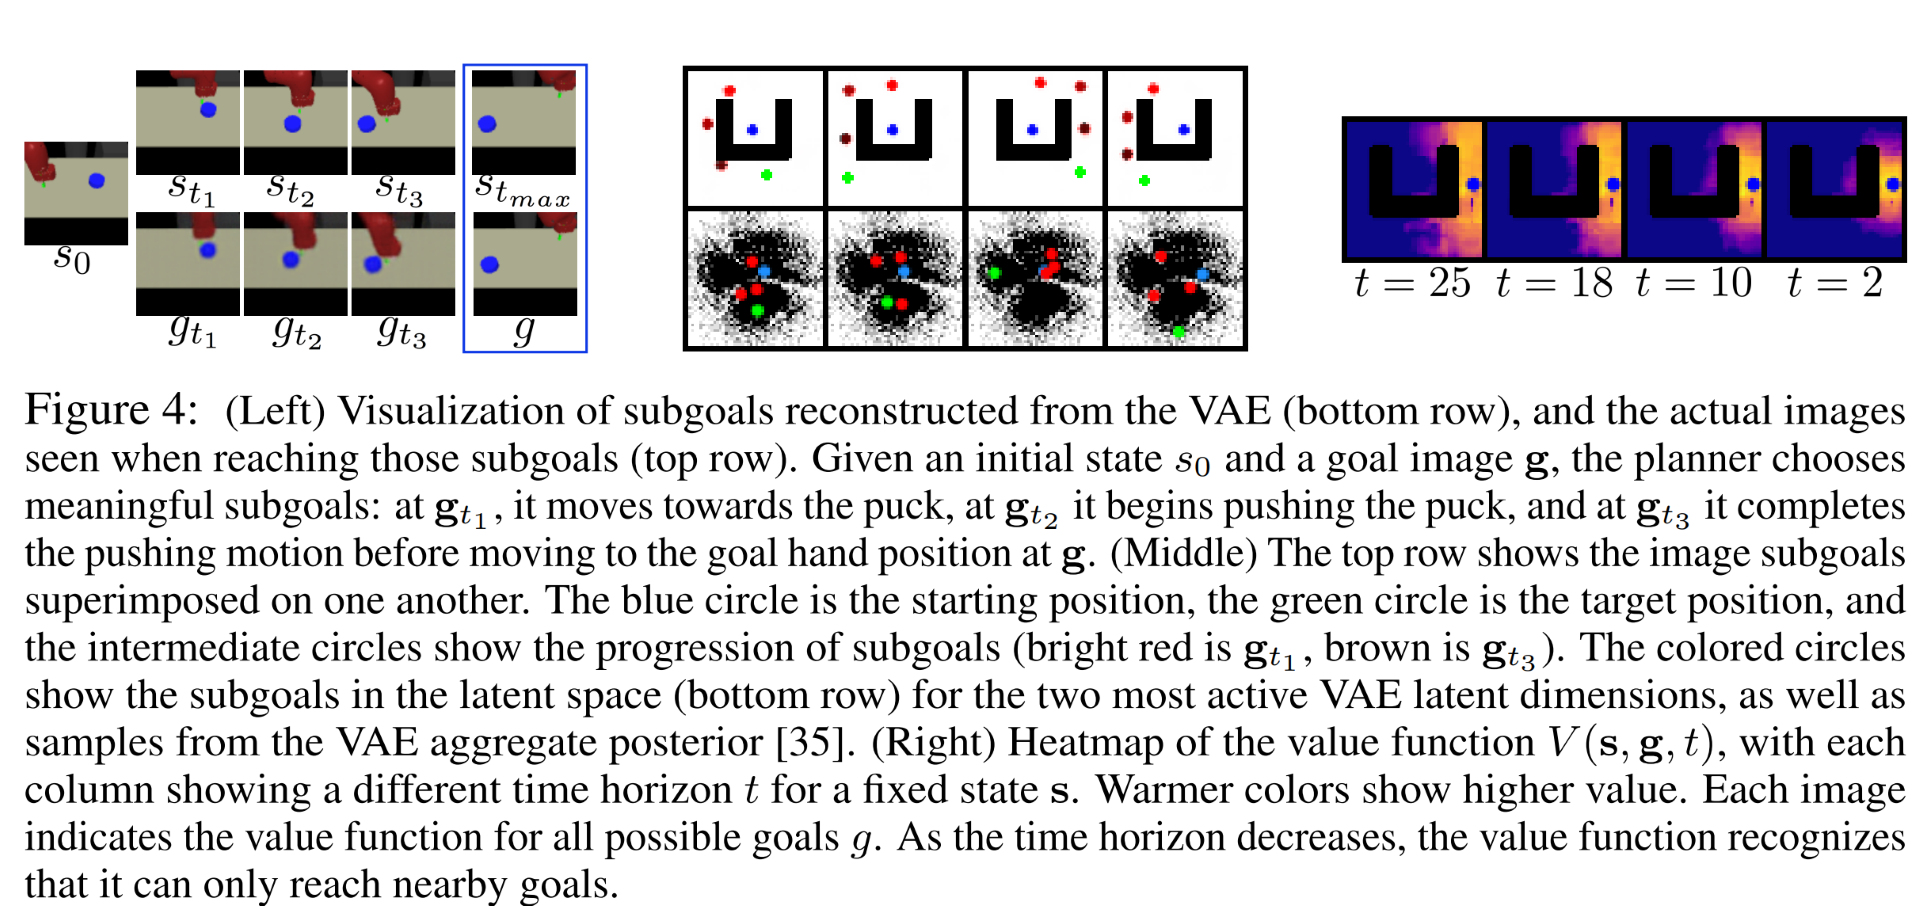 s_0
s_{t_1} s_{t_2} s_{t_3} s_{t_{max}}
g_{t_1} g_{t_2} g_{t_3} g
t = 25 t = 18 t = 10 t = 2
Figure 4: (Left) Visualization of subgoals reconstructed from the VAE (bottom row), and the actual images
seen when reaching those subgoals (top row). Given an initial state s_0 and a goal image g, the planner chooses
meaningful subgoals: at g_{t_1}, it moves towards the puck, at g_{t_2} it begins pushing the puck, and at g_{t_3} it completes
the pushing motion before moving to the goal hand position at g. (Middle) The top row shows the image subgoals
superimposed on one another. The blue circle is the starting position, the green circle is the target position, and
the intermediate circles show the progression of subgoals (bright red is g_{t_1}, brown is g_{t_3}). The colored circles
show the subgoals in the latent space (bottom row) for the two most active VAE latent dimensions, as well as
samples from the VAE aggregate posterior [35]. (Right) Heatmap of the value function V(s, g, t), with each
column showing a different time horizon t for a fixed state s. Warmer colors show higher value. Each image
indicates the value function for all possible goals g. As the time horizon decreases, the value function recognizes
that it can only reach nearby goals.